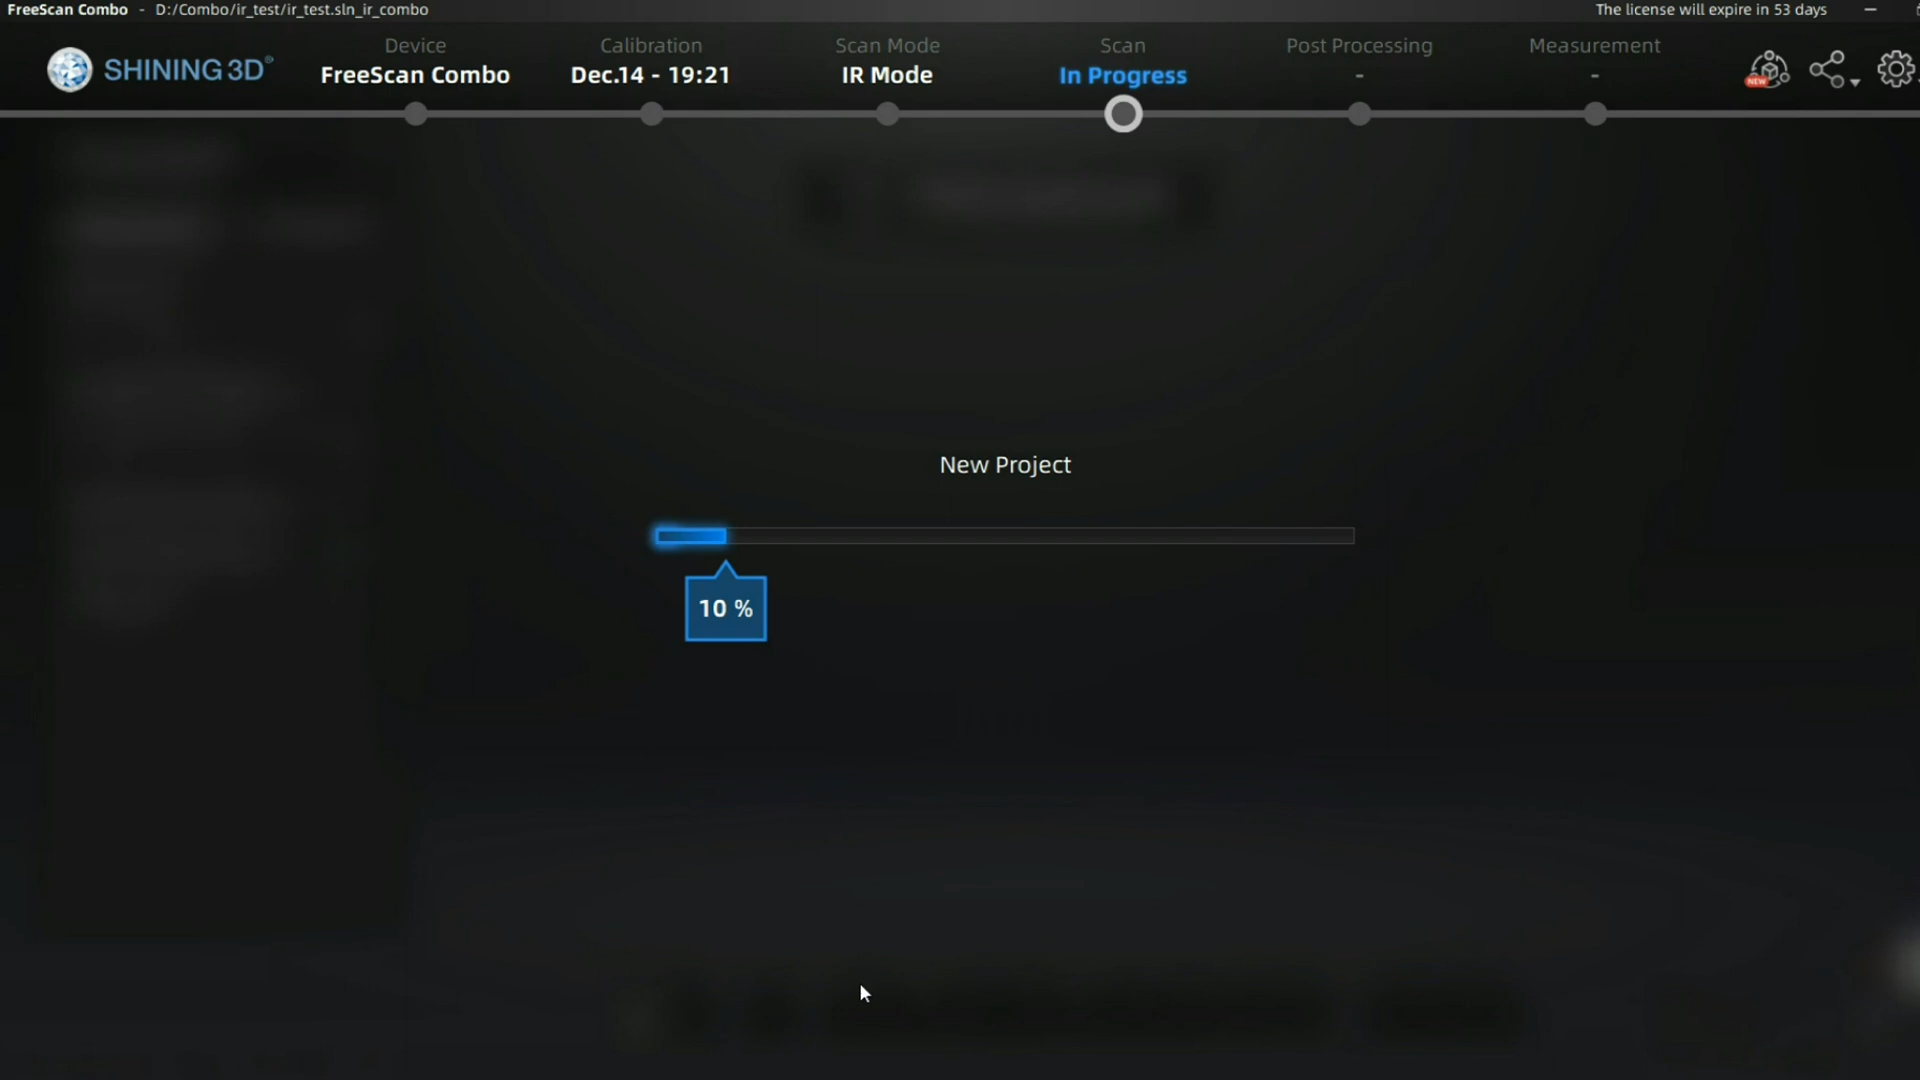 FreeScan Combo - D:/Combo/ir_test/ir_test.sln_ir_combo
The license will expire in 53 days
SHINING 3D®
Device
FreeScan Combo
Calibration
Dec.14 - 19:21
Scan Mode
IR Mode
Scan
In Progress
Post Processing
-
Measurement
-
NEW
New Project
10 %